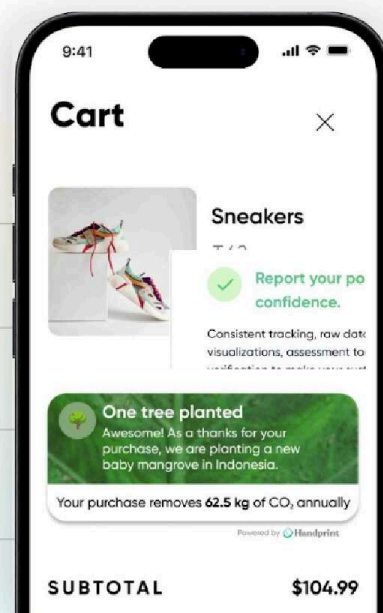 9:41
Cart
Sneakers
Report your po
confidence.
Consistent tracking, raw data
visualizations, assessment to
One tree planted
Awesome! As a thanks for your
purchase, we are planting a new
baby mangrove in Indonesia.
Your purchase removes 62.5 kg of CO₂ annually
Powered by Handprint
SUBTOTAL $104.99